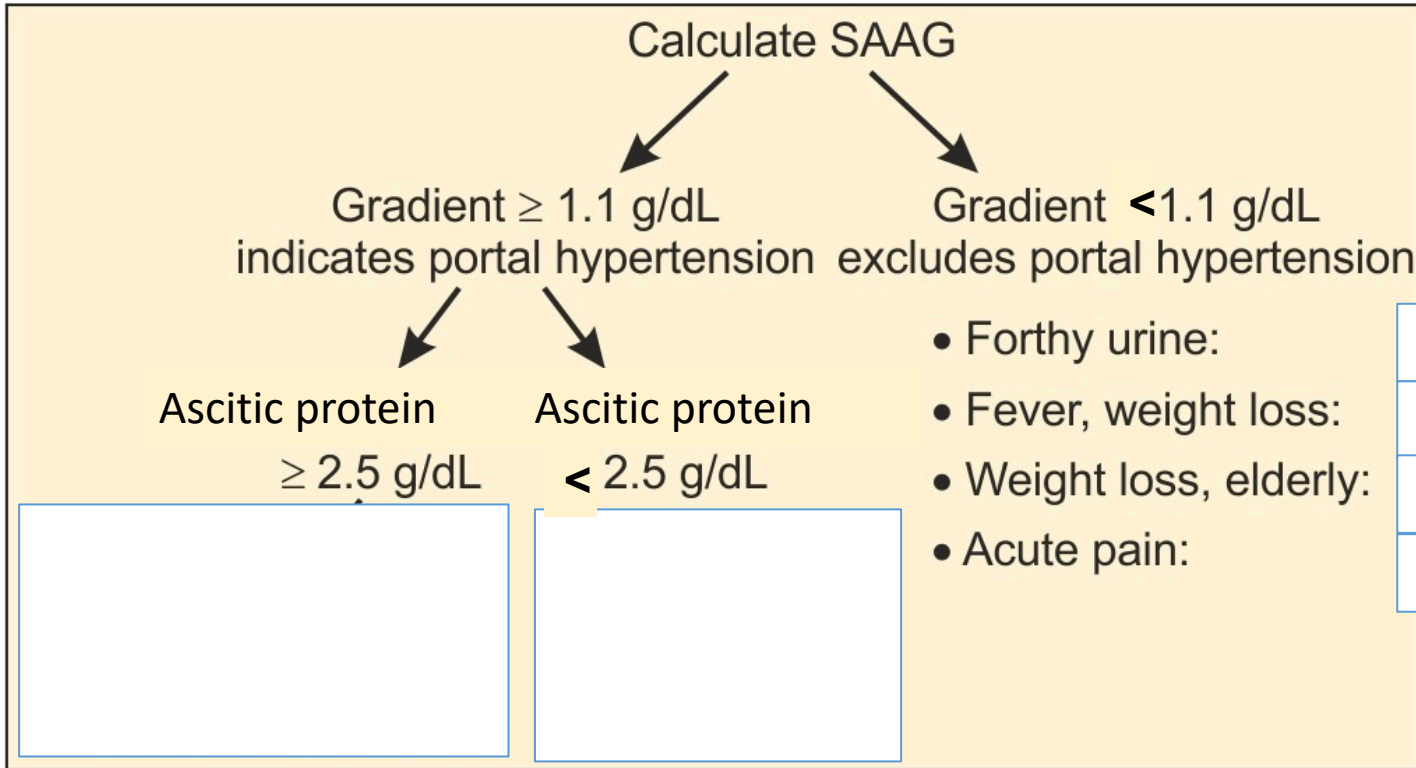 Calculate SAAG
Gradient ≥ 1.1 g/dL
indicates portal hypertension
Gradient <1.1 g/dL
excludes portal hypertension
Ascitic protein
≥ 2.5 g/dL
Ascitic protein
< 2.5 g/dL
• Forthy urine:
• Fever, weight loss:
• Weight loss, elderly:
• Acute pain: